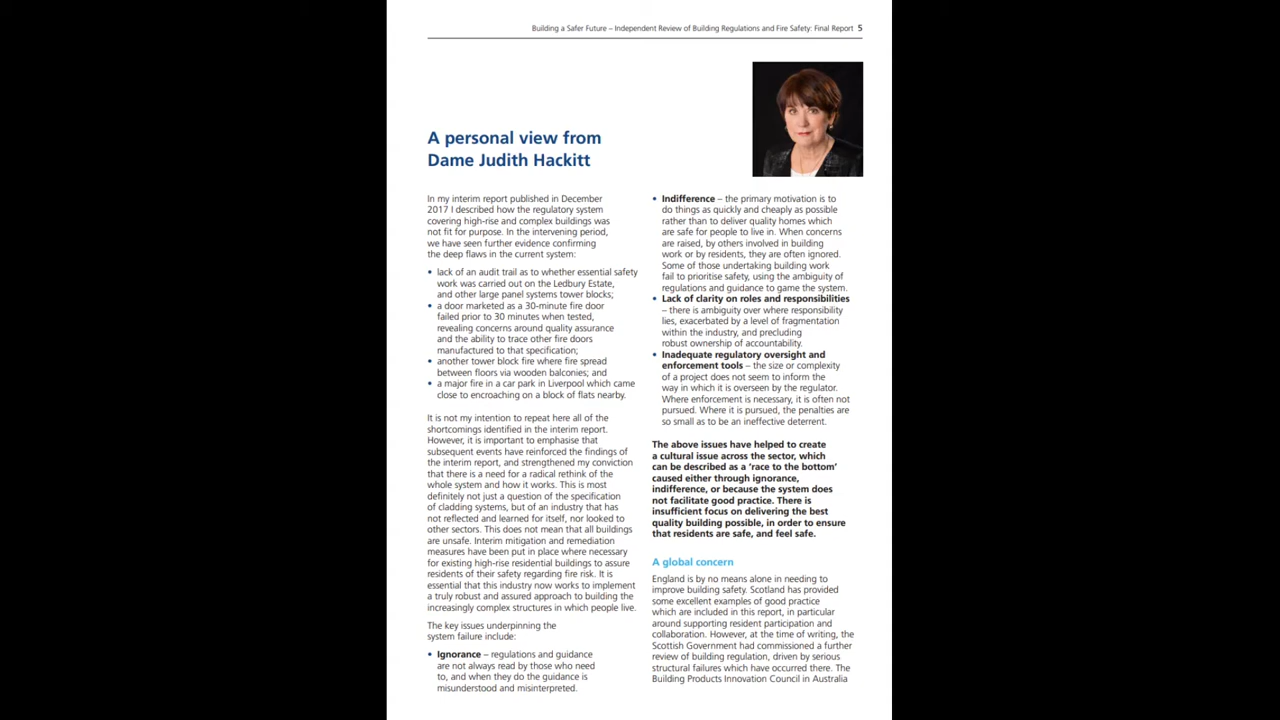 Building a Safer Future – Independent Review of Building Regulations and Fire Safety: Final Report 5
A personal view from
Dame Judith Hackitt
In my interim report published in December
2017 I described how the regulatory system
covering high-rise and complex buildings was
not fit for purpose. In the intervening period,
we have seen further evidence confirming
the deep flaws in the current system:
• lack of an audit trail as to whether essential safety
work was carried out on the Ledbury Estate,
and other large panel systems tower blocks;
• a door marketed as a 30-minute fire door
failed prior to 30 minutes when tested,
revealing concerns around quality assurance
and the ability to trace other fire doors
manufactured to that specification;
• another tower block fire where fire spread
between floors via wooden balconies; and
• a major fire in a car park in Liverpool which came
close to encroaching on a block of flats nearby.
It is not my intention to repeat here all of the
shortcomings identified in the interim report.
However, it is important to emphasise that
subsequent events have reinforced the findings of
the interim report, and strengthened my conviction
that there is a need for a radical rethink of the
whole system and how it works. This is most
definitely not just a question of the specification
of cladding systems, but of an industry that has
not reflected and learned for itself, nor looked to
other sectors. This does not mean that all buildings
are unsafe. Interim mitigation and remediation
measures have been put in place where necessary
for existing high-rise residential buildings to assure
residents of their safety regarding fire risk. It is
essential that this industry now works to implement
a truly robust and assured approach to building the
increasingly complex structures in which people live.
The key issues underpinning the
system failure include:
• Ignorance – regulations and guidance
are not always read by those who need
to, and when they do the guidance is
misunderstood and misinterpreted.
• Indifference – the primary motivation is to
do things as quickly and cheaply as possible
rather than to deliver quality homes which
are safe for people to live in. When concerns
are raised, by others involved in building
work or by residents, they are often ignored.
Some of those undertaking building work
fail to prioritise safety, using the ambiguity of
regulations and guidance to game the system.
• Lack of clarity on roles and responsibilities
– there is ambiguity over where responsibility
lies, exacerbated by a level of fragmentation
within the industry, and precluding
robust ownership of accountability.
• Inadequate regulatory oversight and
enforcement tools – the size or complexity
of a project does not seem to inform the
way in which it is overseen by the regulator.
Where enforcement is necessary, it is often not
pursued. Where it is pursued, the penalties are
so small as to be an ineffective deterrent.
The above issues have helped to create
a cultural issue across the sector, which
can be described as a ‘race to the bottom’
caused either through ignorance,
indifference, or because the system does
not facilitate good practice. There is
insufficient focus on delivering the best
quality building possible, in order to ensure
that residents are safe, and feel safe.
A global concern
England is by no means alone in needing to
improve building safety. Scotland has provided
some excellent examples of good practice
which are included in this report, in particular
around supporting resident participation and
collaboration. However, at the time of writing, the
Scottish Government had commissioned a further
review of building regulation, driven by serious
structural failures which have occurred there. The
Building Products Innovation Council in Australia